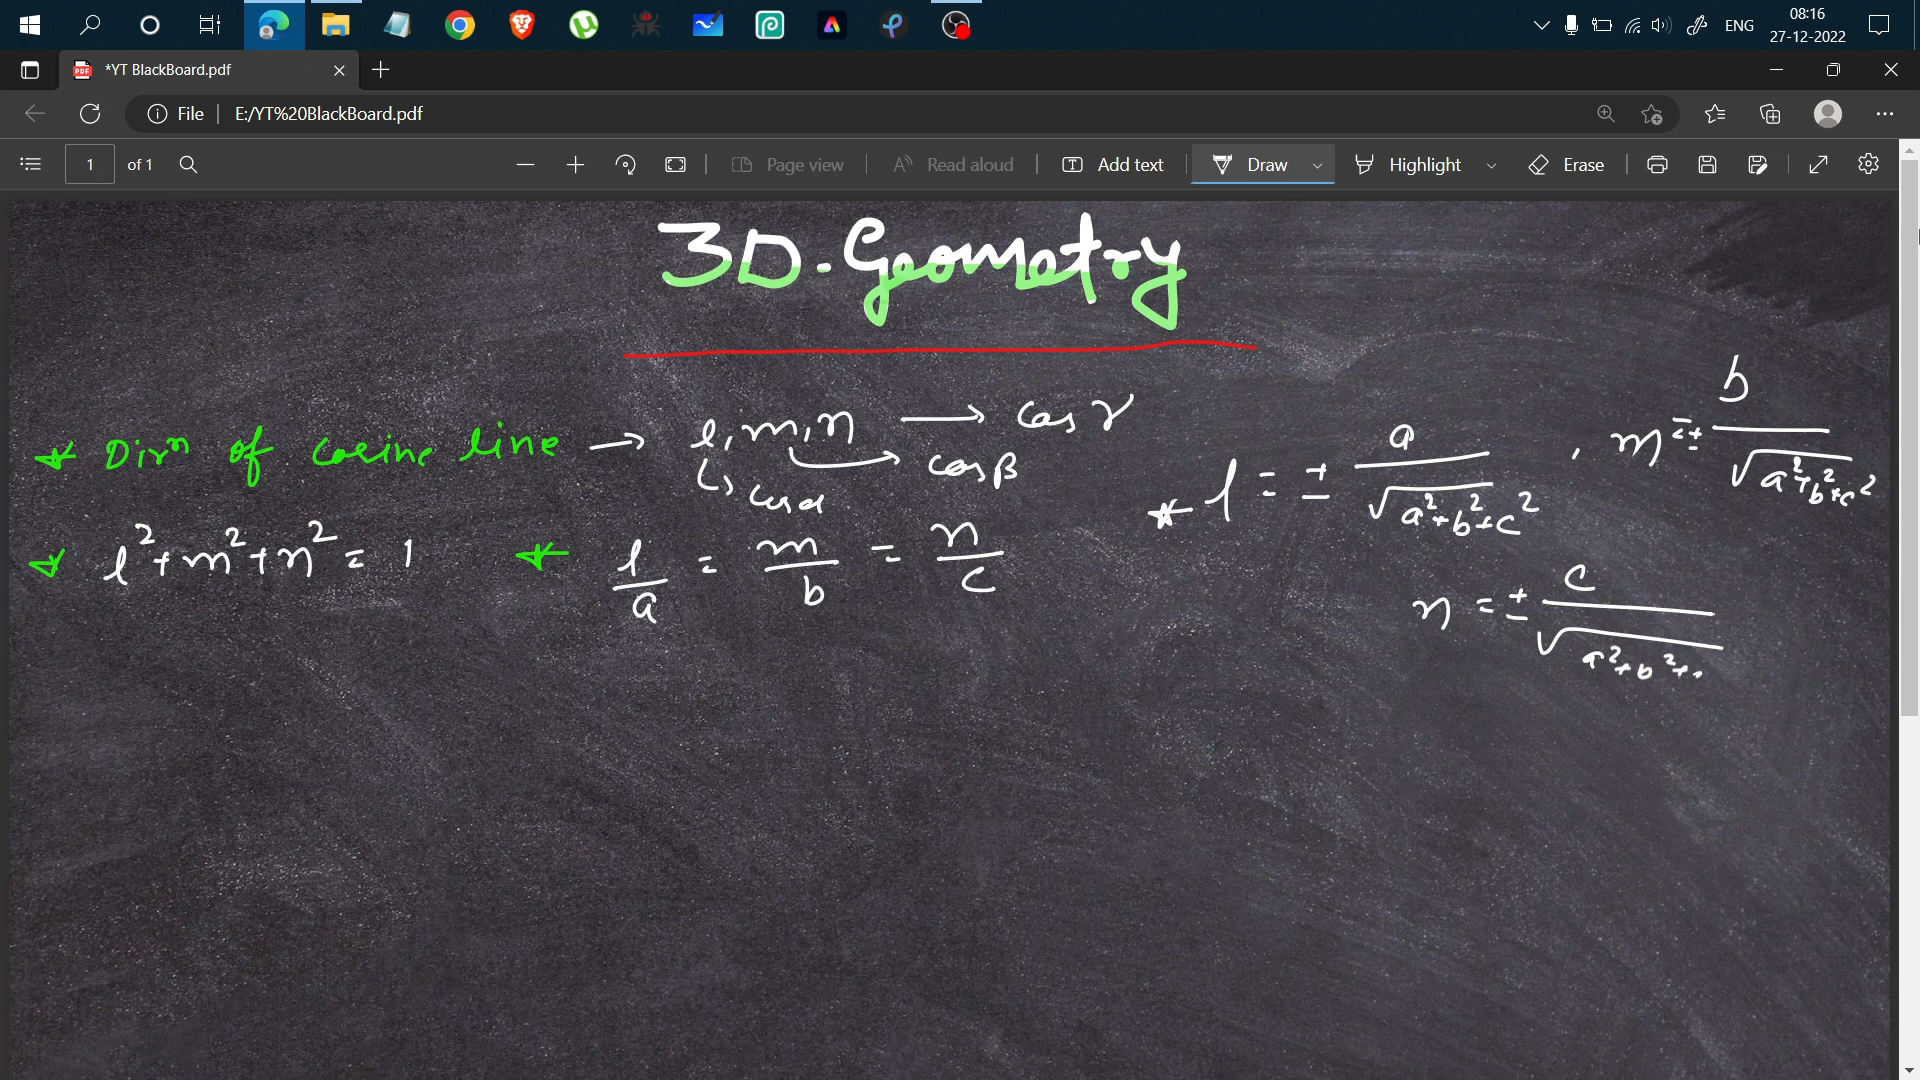 ENG
08:16
27-12-2022
*YT BlackBoard.pdf
File
E:/YT%20BlackBoard.pdf
1 of 1
Page view
Read aloud
Add text
Draw
Highlight
Erase
3D-Geometry
Dirⁿ of cosine line → l, m, n → cos γ
cos β
cos α
l = ± a/√(a²+b²+c²) , m = ± b/√(a²+b²+c²)
l²+m²+n² = 1
l/a = m/b = n/c
n = ± c/√(a²+b²+